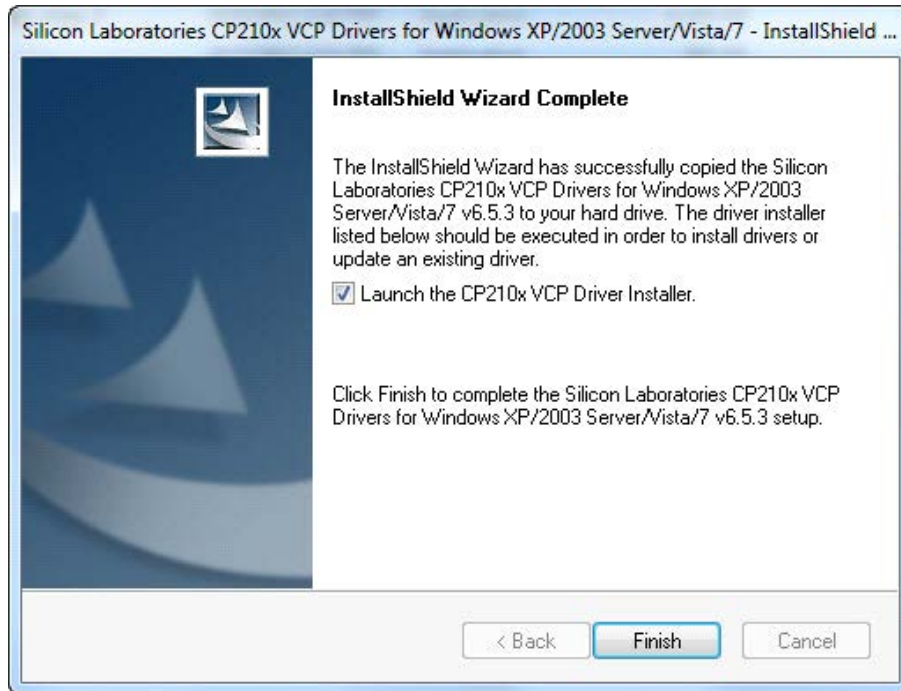 Silicon Laboratories CP210x VCP Drivers for Windows XP/2003 Server/Vista/7 - InstallShield ...
InstallShield Wizard Complete
The InstallShield Wizard has successfully copied the Silicon
Laboratories CP210x VCP Drivers for Windows XP/2003
Server/Vista/7 v6.5.3 to your hard drive. The driver installer
listed below should be executed in order to install drivers or
update an existing driver.
Launch the CP210x VCP Driver Installer.
Click Finish to complete the Silicon Laboratories CP210x VCP
Drivers for Windows XP/2003 Server/Vista/7 v6.5.3 setup.
< Back
Finish
Cancel